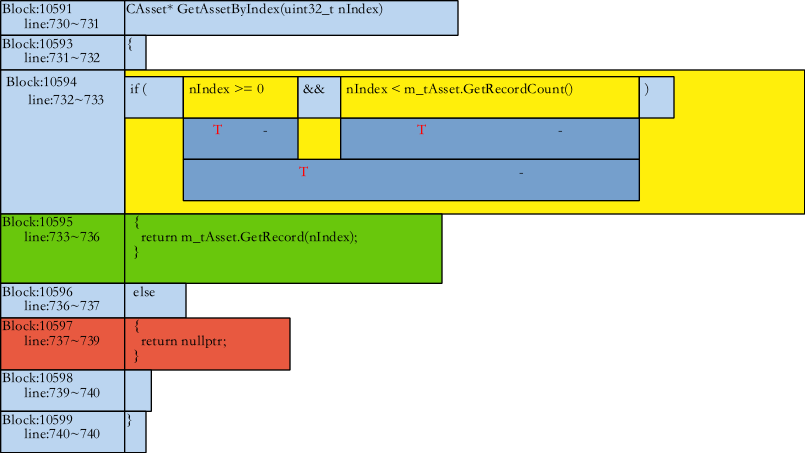 Block:10591 CAsset* GetAssetByIndex(uint32_t nIndex)
line:730~731
Block:10593 {
line:731~732
Block:10594
line:732~733
if ( nIndex >= 0 && nIndex < m_tAsset.GetRecordCount() )
T - T -
T -
Block:10595 {
line:733~736 return m_tAsset.GetRecord(nIndex);
}
Block:10596 else
line:736~737
Block:10597 {
line:737~739 return nullptr;
}
Block:10598
line:739~740
Block:10599 }
line:740~740